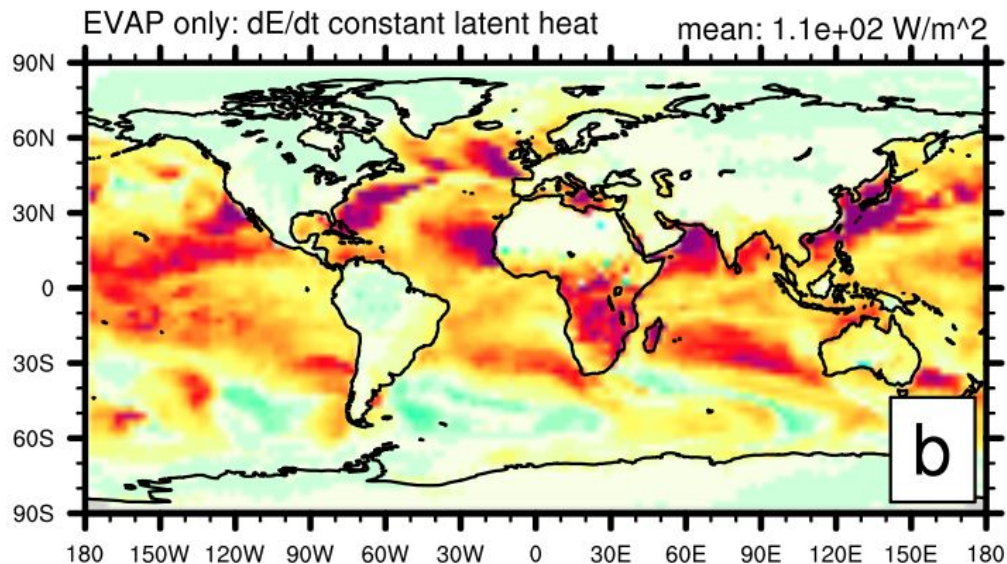 EVAP only: dE/dt constant latent heat mean: 1.1e+02 W/m^2
90N
60N
30N
0
30S
60S
90S
b
180 150W 120W 90W 60W 30W 0 30E 60E 90E 120E 150E 180